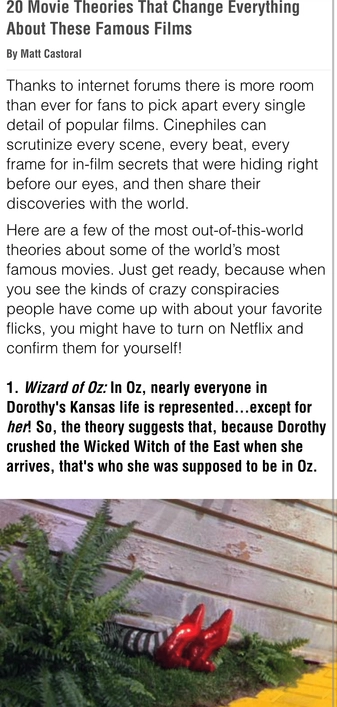 20 Movie Theories That Change Everything
About These Famous Films
By Matt Castoral
Thanks to internet forums there is more room
than ever for fans to pick apart every single
detail of popular films. Cinephiles can
scrutinize every scene, every beat, every
frame for in-film secrets that were hiding right
before our eyes, and then share their
discoveries with the world.
Here are a few of the most out-of-this-world
theories about some of the world’s most
famous movies. Just get ready, because when
you see the kinds of crazy conspiracies
people have come up with about your favorite
flicks, you might have to turn on Netflix and
confirm them for yourself!
1. Wizard of Oz: In Oz, nearly everyone in
Dorothy's Kansas life is represented…except for
her! So, the theory suggests that, because Dorothy
crushed the Wicked Witch of the East when she
arrives, that's who she was supposed to be in Oz.